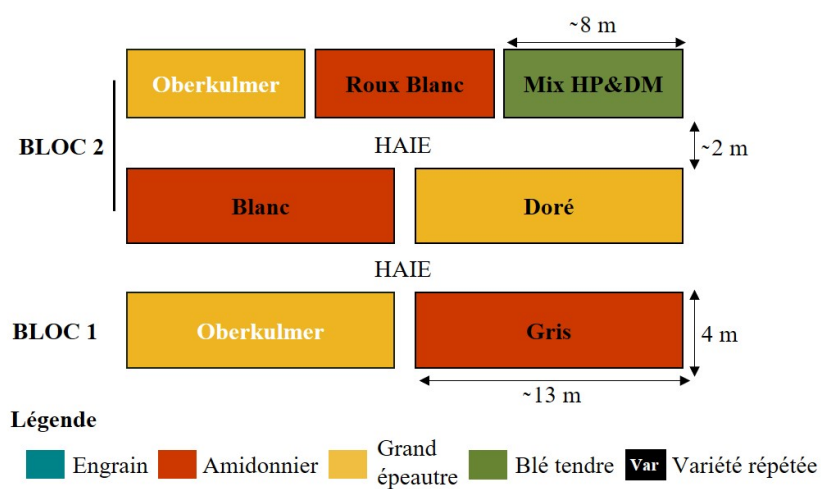 ~8 m
Oberkulmer Roux Blanc Mix HP&DM
BLOC 2
HAIE
~2 m
Blanc Doré
HAIE
BLOC 1
Oberkulmer Gris
4 m
~13 m
Légende
Engrain Amidonnier Grand
épeautre Blé tendre Var Variété répétée